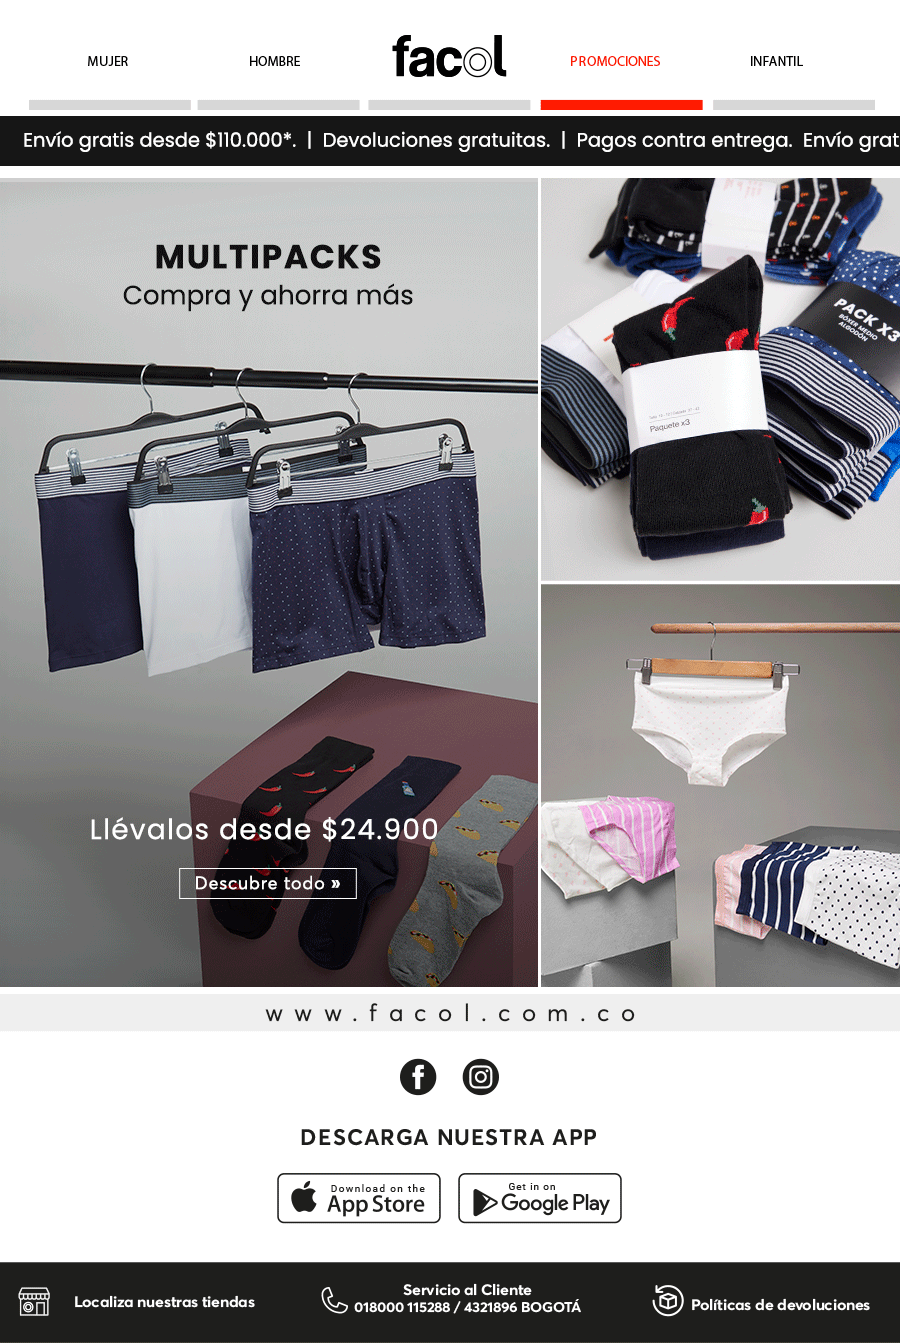 MUJER
HOMBRE
facol
PROMOCIONES
INFANTIL
Envío gratis desde $110.000*. | Devoluciones gratuitas. | Pagos contra entrega. Envío grat
MULTIPACKS
Compra y ahorra más
PACK X3
BÓXER MEDIO
ALGODÓN
Paquete x3
Llévalos desde $24.900
Descubre todo »
www.facol.com.co
DESCARGA NUESTRA APP
Download on the
App Store
Get in on
Google Play
Localiza nuestras tiendas
Servicio al Cliente
018000 115288 / 4321896 BOGOTÁ
Políticas de devoluciones